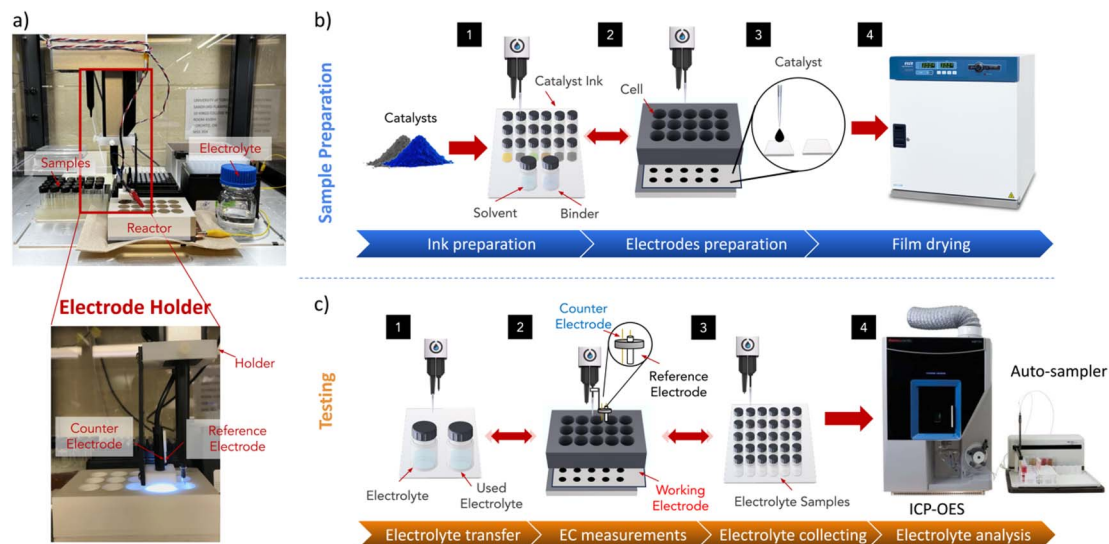 a)
Samples
Electrolyte
Reactor
Electrode Holder
Holder
Counter
Electrode
Reference
Electrode
b)
Sample Preparation
1
2
3
4
Catalyst Ink
Catalysts
Cell
Catalyst
Solvent
Binder
Ink preparation
Electrodes preparation
Film drying
c)
Testing
1
2
3
4
Counter
Electrode
Reference
Electrode
Auto-sampler
Electrolyte
Used
Electrolyte
Working
Electrode
Electrolyte Samples
ICP-OES
Electrolyte transfer
EC measurements
Electrolyte collecting
Electrolyte analysis